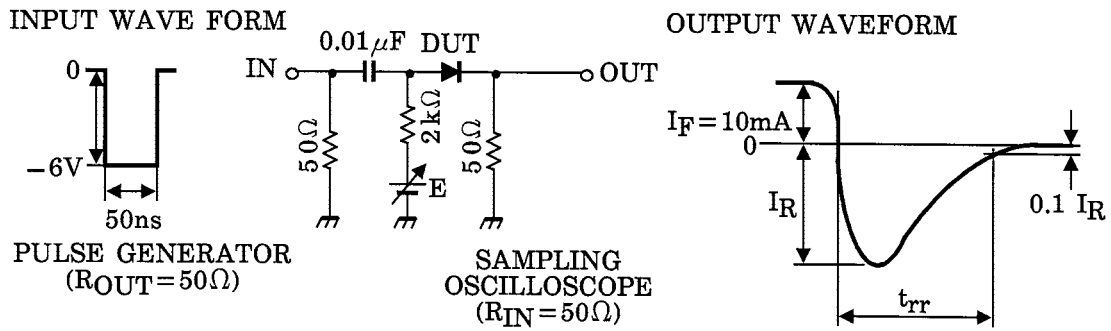 INPUT WAVE FORM
0
−6V
50ns
PULSE GENERATOR
(ROUT=50Ω)
0.01μF DUT
IN
OUT
50Ω
2kΩ
E
50Ω
SAMPLING
OSCILLOSCOPE
(RIN=50Ω)
OUTPUT WAVEFORM
IF=10mA
0
IR
0.1 IR
trr